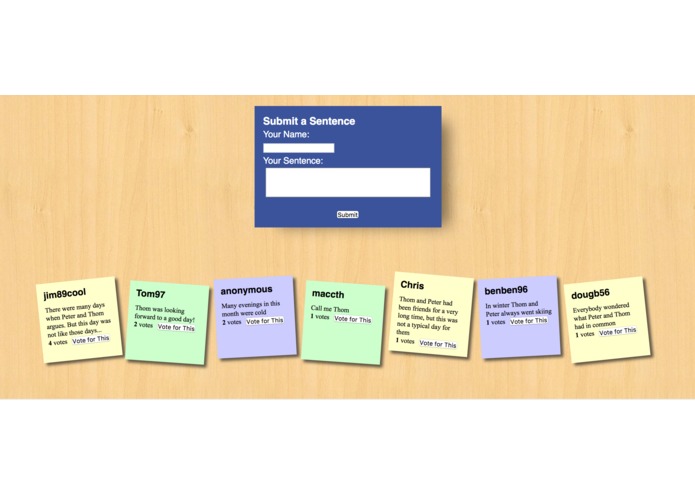 Submit a Sentence
Your Name:
Your Sentence:
Submit
jim89cool
There were many days
when Peter and Thom
argues. But this day was
not like those days...
4 votes Vote for This
Tom97
Thom was looking
forward to a good day!
2 votes Vote for This
anonymous
Many evenings in this
month were cold
2 votes Vote for This
maccth
Call me Thom
1 votes Vote for This
Chris
Thom and Peter had
been friends for a very
long time, but this was
not a typical day for
them
1 votes Vote for This
benben96
In winter Thom and
Peter always went skiing
1 votes Vote for This
dougb56
Everybody wondered
what Peter and Thom
had in common
1 votes Vote for This